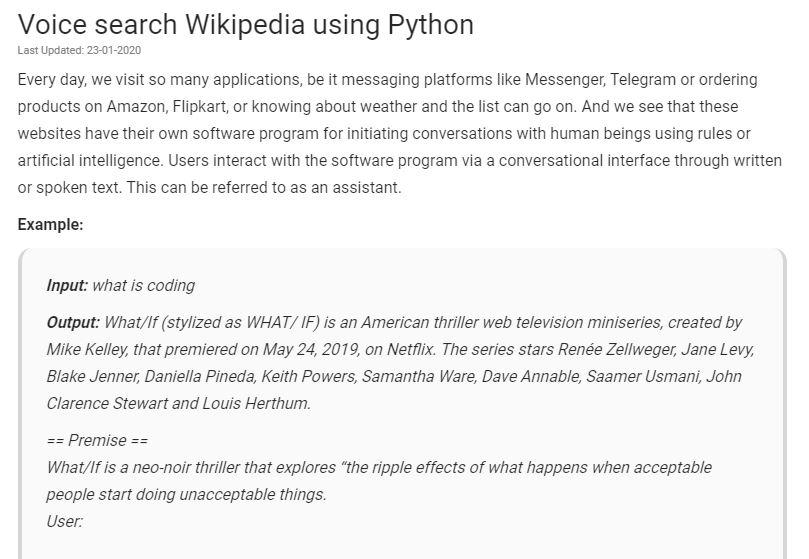 Voice search Wikipedia using Python
Last Updated: 23-01-2020
Every day, we visit so many applications, be it messaging platforms like Messenger, Telegram or ordering
products on Amazon, Flipkart, or knowing about weather and the list can go on. And we see that these
websites have their own software program for initiating conversations with human beings using rules or
artificial intelligence. Users interact with the software program via a conversational interface through written
or spoken text. This can be referred to as an assistant.
Example:
Input: what is coding
Output: What/If (stylized as WHAT/ IF) is an American thriller web television miniseries, created by
Mike Kelley, that premiered on May 24, 2019, on Netflix. The series stars Renée Zellweger, Jane Levy,
Blake Jenner, Daniella Pineda, Keith Powers, Samantha Ware, Dave Annable, Saamer Usmani, John
Clarence Stewart and Louis Herthum.
== Premise ==
What/If is a neo-noir thriller that explores “the ripple effects of what happens when acceptable
people start doing unacceptable things.
User: